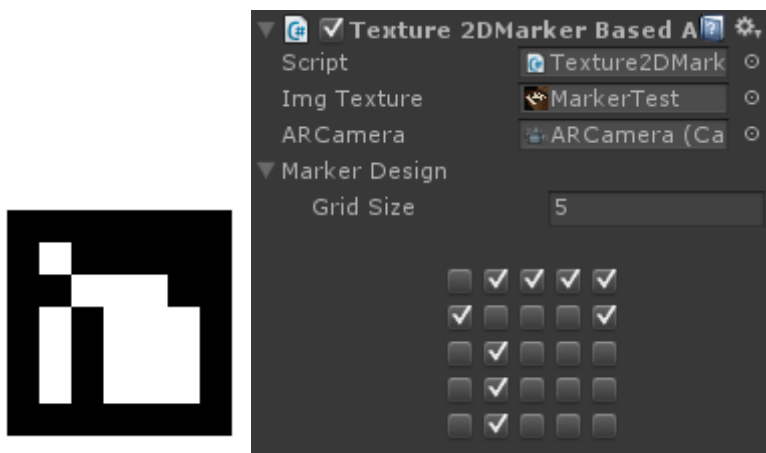 Texture 2DMarker Based A
Script Texture2DMark
Img Texture MarkerTest
ARCamera ARCamera (Ca
Marker Design
Grid Size 5